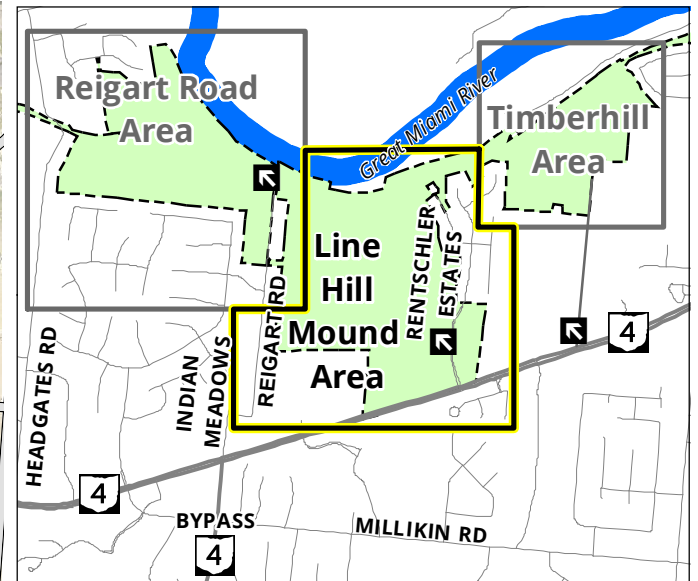 Reigart Road
Area
Great Miami River
Timberhill
Area
Line
Hill
Mound
Area
RENTSCHLER
ESTATES
REIGART RD
INDIAN
MEADOWS
HEADGATES RD
4
4
BYPASS
4
MILLIKIN RD